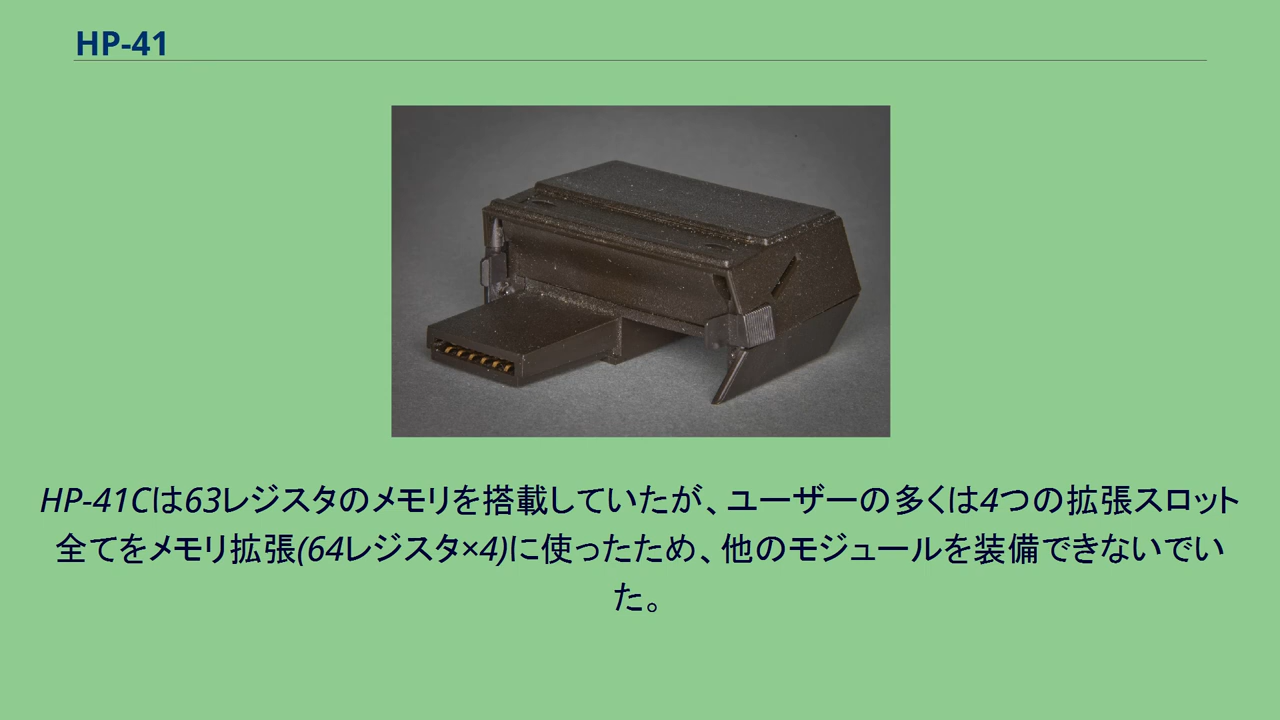 HP-41
HP-41Cは63レジスタのメモリを搭載していたが、ユーザーの多くは4つの拡張スロット
全てをメモリ拡張(64レジスタ×4)に使ったため、他のモジュールを装備できないでい
た。